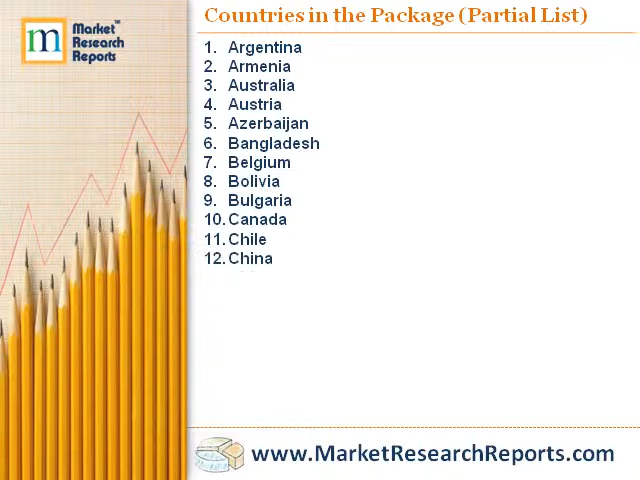 Countries in the Package (Partial List)
m
Market
Research
Reports
TM
1. Argentina
2. Armenia
3. Australia
4. Austria
5. Azerbaijan
6. Bangladesh
7. Belgium
8. Bolivia
9. Bulgaria
10. Canada
11. Chile
12. China
www.MarketResearchReports.com